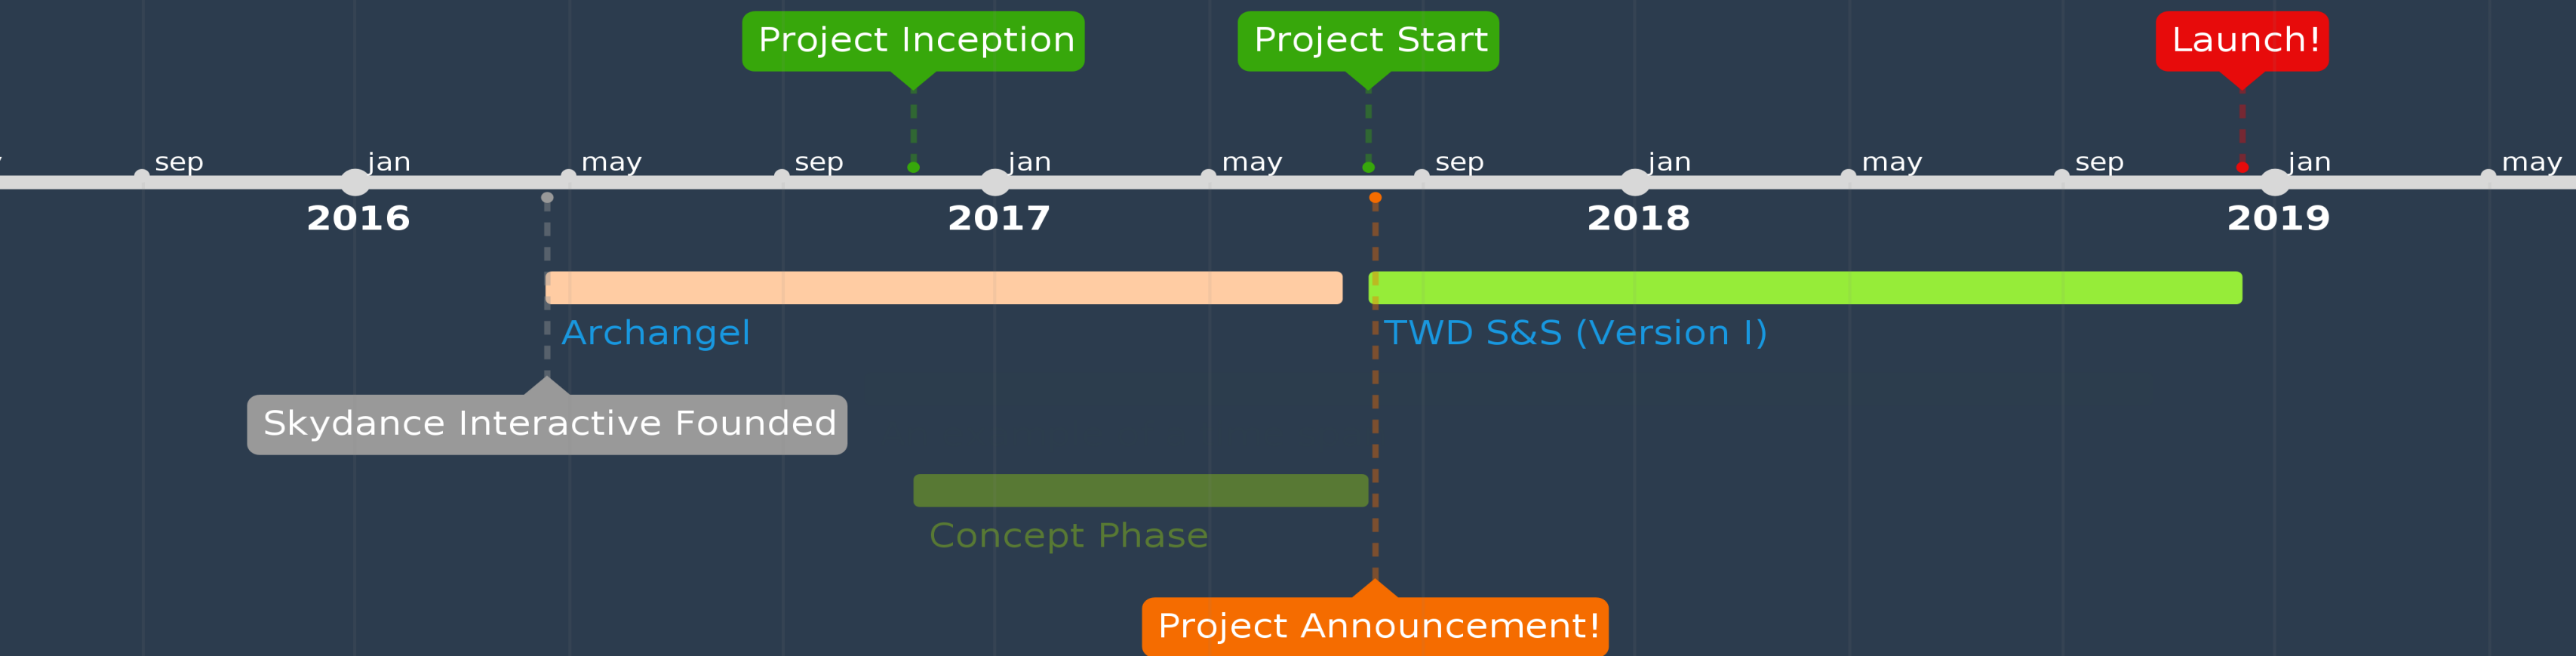 Project Inception
Project Start
Launch!
sep
jan
may
sep
jan
may
sep
jan
may
sep
jan
may
2016
2017
2018
2019
Archangel
TWD S&S (Version I)
Skydance Interactive Founded
Concept Phase
Project Announcement!